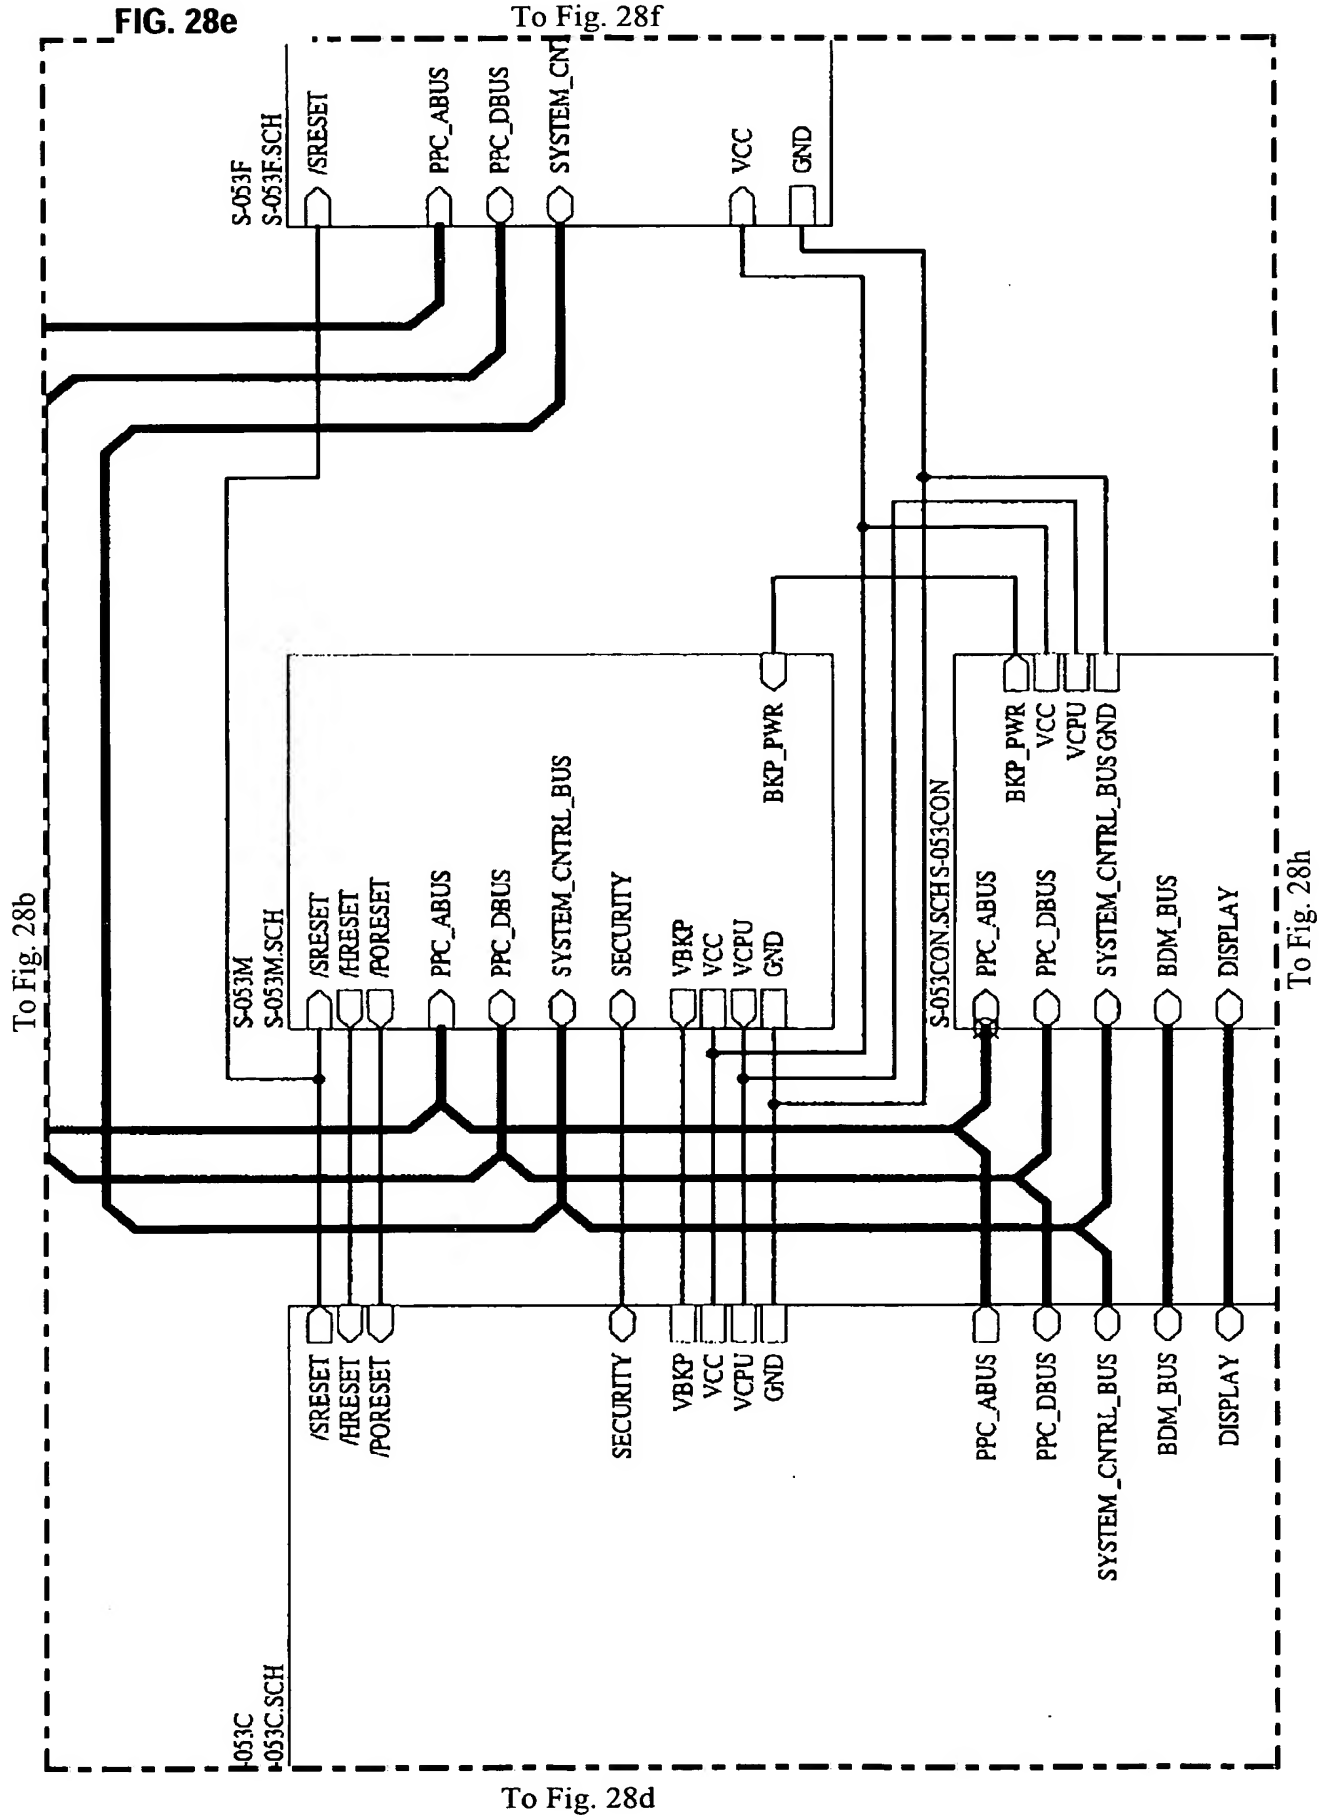 FIG. 28e
To Fig. 28f
S-053F
S-053F.SCH
/SRESET
PPC_ABUS
PPC_DBUS
SYSTEM_CNT
VCC
GND
To Fig. 28b
S-053M
S-053M.SCH
/SRESET
/HRESET
/PORESET
PPC_ABUS
PPC_DBUS
SYSTEM_CNTRL_BUS
SECURITY
VBKP
VCC
VCPU
GND
BKP_PWR
S-053CON.SCH S-053CON
BKP_PWR
VCC
VCPU
GND
PPC_ABUS
PPC_DBUS
SYSTEM_CNTRL_BUS
BDM_BUS
DISPLAY
To Fig. 28h
-053C
-053C.SCH
/SRESET
/HRESET
/PORESET
SECURITY
VBKP
VCC
VCPU
GND
PPC_ABUS
PPC_DBUS
SYSTEM_CNTRL_BUS
BDM_BUS
DISPLAY
To Fig. 28d